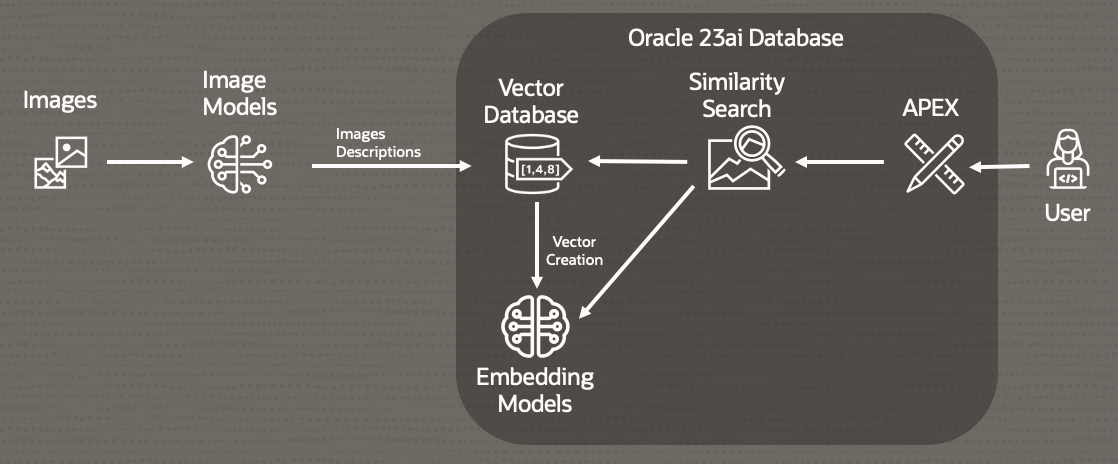 Oracle 23ai Database
Images
Image
Models
Images
Descriptions
Vector
Database
[1,4,8]
Similarity
Search
APEX
</>
User
Vector
Creation
Embedding
Models